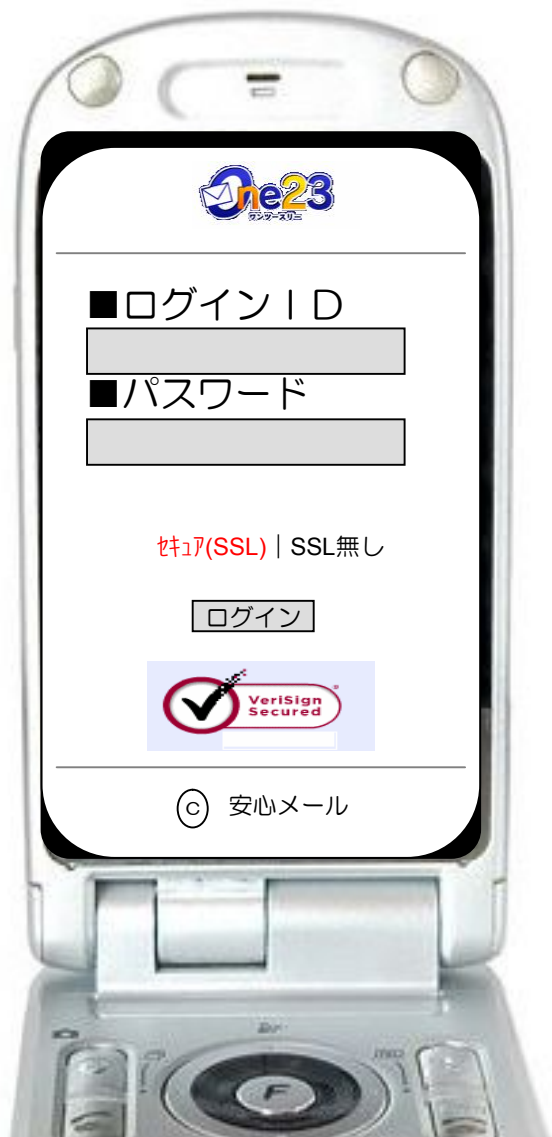 One23
ワンツースリー
■ログインＩＤ
■パスワード
ｾｷｭｱ(SSL)｜SSL無し
ログイン
VeriSign
Secured
Ⓒ 安心メール
F